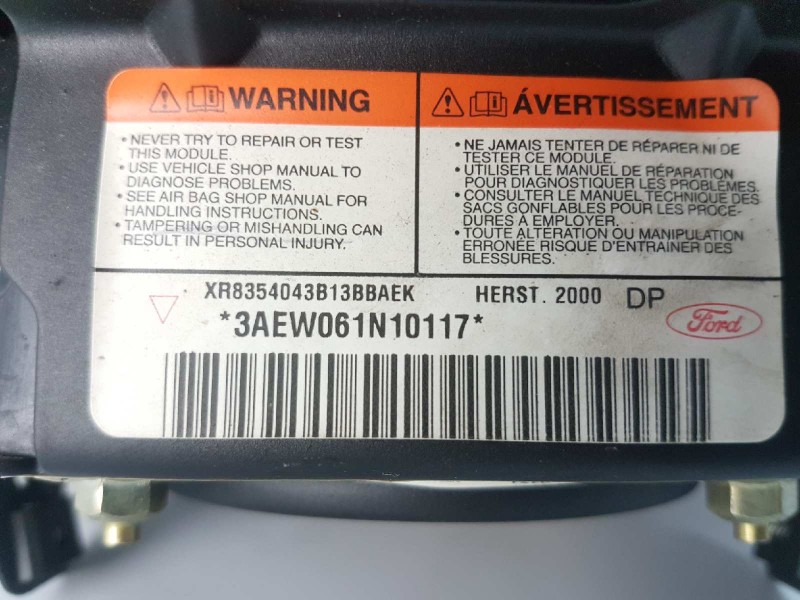 WARNING
• NEVER TRY TO REPAIR OR TEST
THIS MODULE.
• USE VEHICLE SHOP MANUAL TO
DIAGNOSE PROBLEMS.
• SEE AIR BAG SHOP MANUAL FOR
HANDLING INSTRUCTIONS.
• TAMPERING OR MISHANDLING CAN
RESULT IN PERSONAL INJURY.
ÁVERTISSEMENT
• NE JAMAIS TENTER DE RÉPARER NI DE
TESTER CE MODULE.
• UTILISER LE MANUEL DE RÉPARATION
POUR DIAGNOSTIQUER LES PROBLÈMES.
• CONSULTER LE MANUEL TECHNIQUE DES
SACS GONFLABLES POUR LES PROCE-
DURES À EMPLOYER.
• TOUTE ALTERATION OU MANIPULATION
ERRONÉE RISQUE D'ENTRAINER DES
BLESSURES.
XR8354043B13BBAEK HERST. 2000 DP
*3AEW061N10117*
Ford